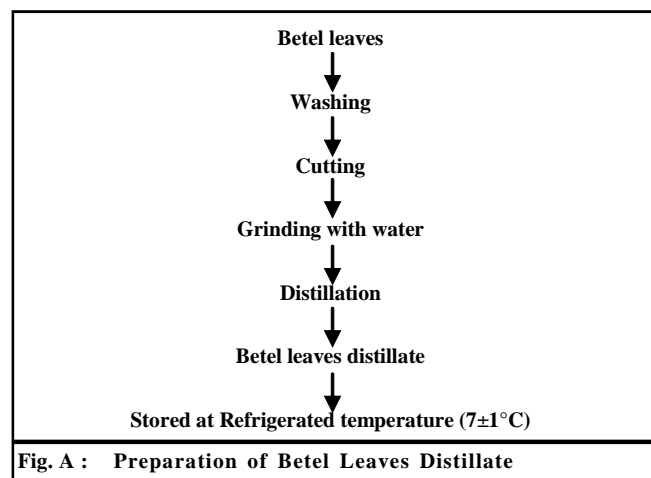 Betel leaves
Washing
Cutting
Grinding with water
Distillation
Betel leaves distillate
Stored at Refrigerated temperature (7±1°C)
Fig. A : Preparation of Betel Leaves Distillate